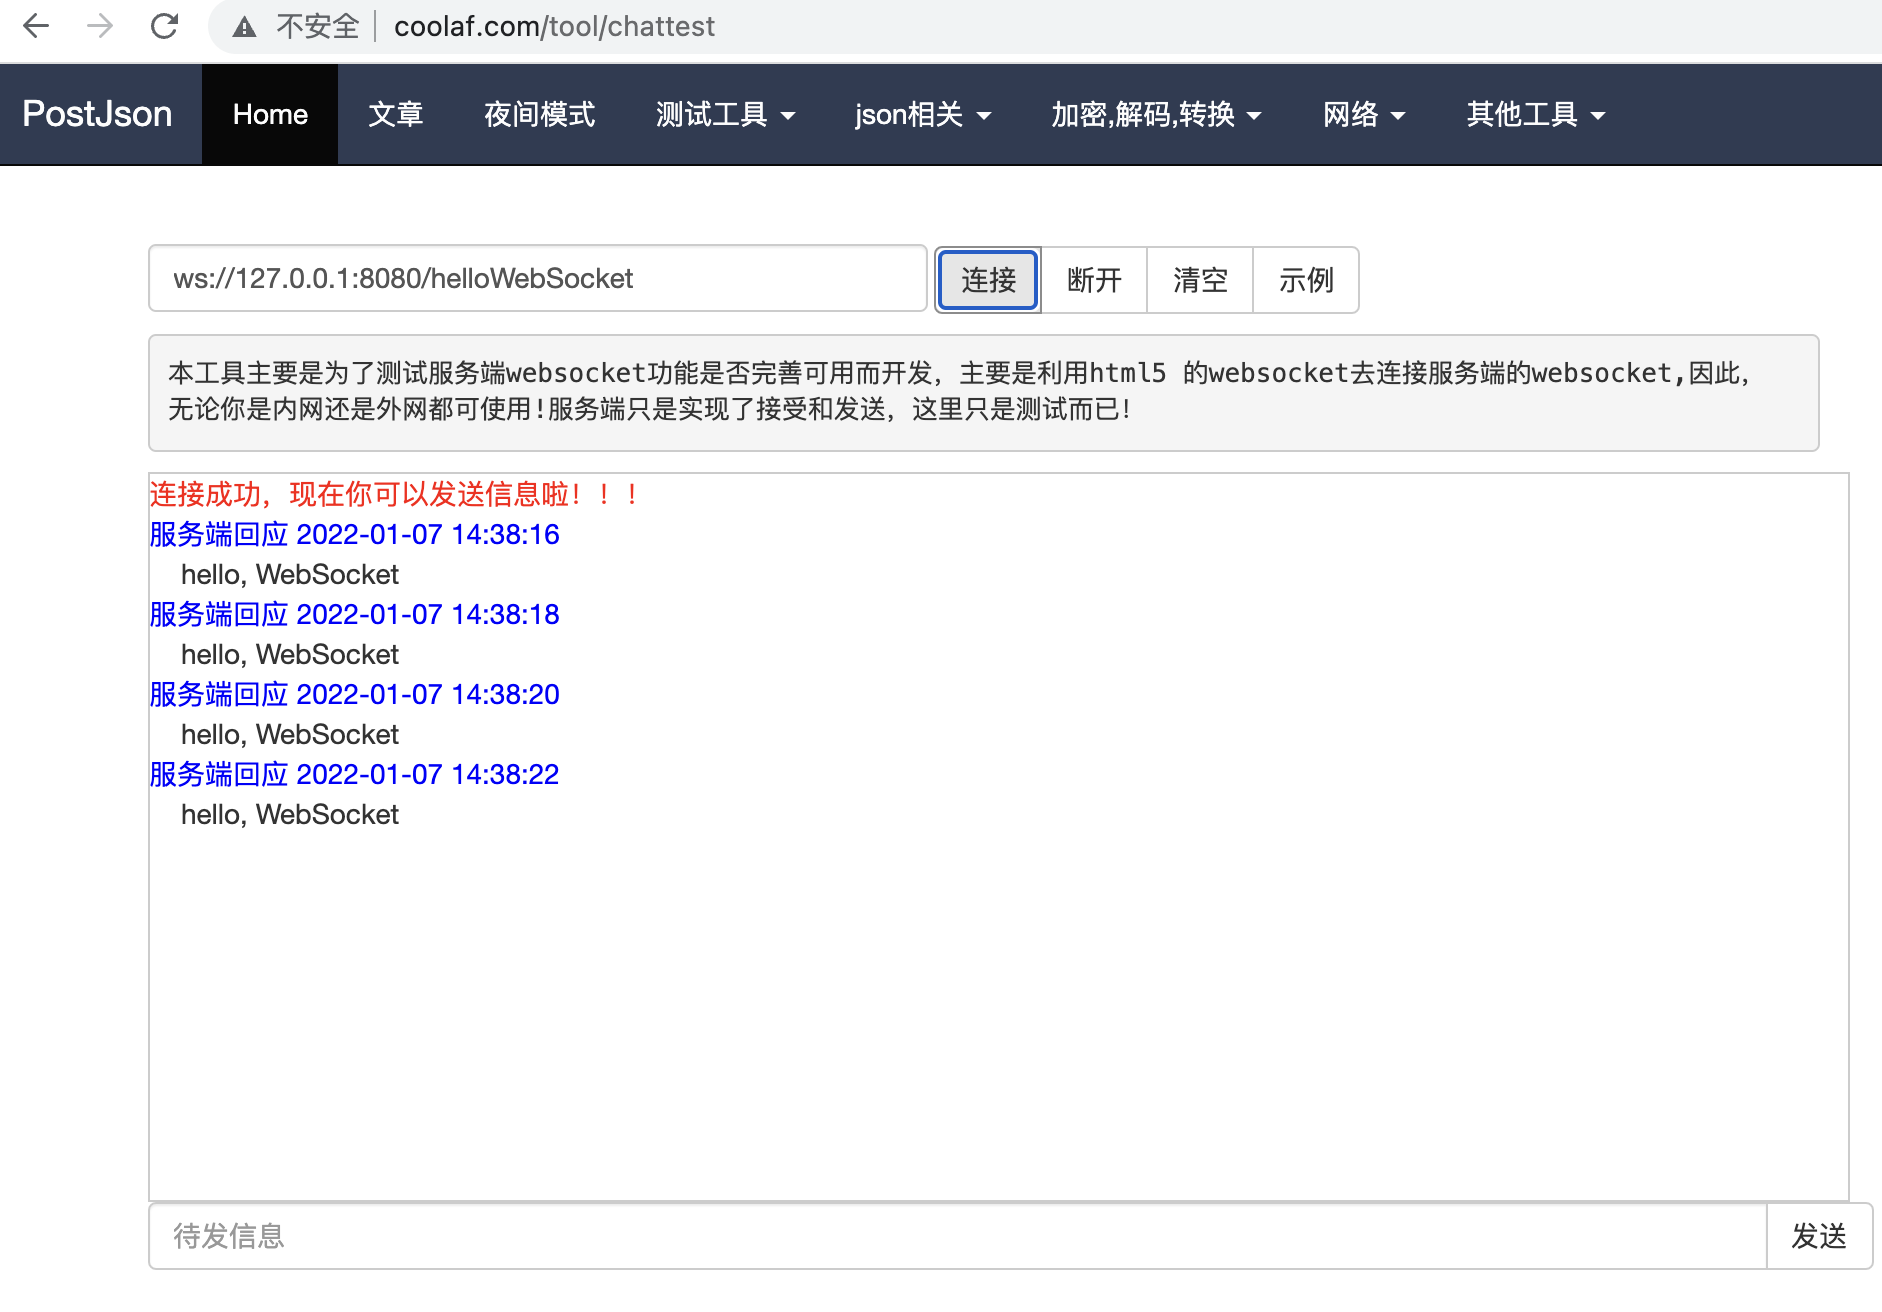 不安全 coolaf.com/tool/chattest
PostJson Home 文章 夜间模式 测试工具 json相关 加密,解码,转换 网络 其他工具
ws://127.0.0.1:8080/helloWebSocket 连接 断开 清空 示例
本工具主要是为了测试服务端websocket功能是否完善可用而开发，主要是利用html5 的websocket去连接服务端的websocket,因此，
无论你是内网还是外网都可使用!服务端只是实现了接受和发送，这里只是测试而已!
连接成功，现在你可以发送信息啦！！！
服务端回应 2022-01-07 14:38:16
hello, WebSocket
服务端回应 2022-01-07 14:38:18
hello, WebSocket
服务端回应 2022-01-07 14:38:20
hello, WebSocket
服务端回应 2022-01-07 14:38:22
hello, WebSocket
待发信息 发送